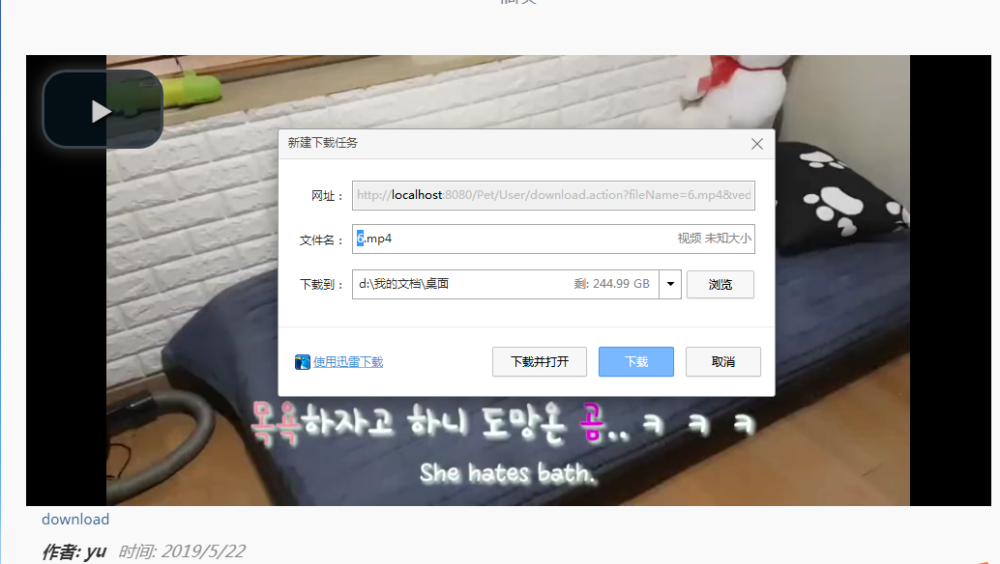 新建下载任务
网址： http://localhost:8080/Pet/User/download.action?fileName=6.mp4&ved
文件名： 6.mp4 视频 未知大小
下载到： d:\我的文档\桌面 剩: 244.99 GB 浏览
使用迅雷下载 下载并打开 下载 取消
목욕하자고 하니 도망온 곰.. ㅋ ㅋ ㅋ
She hates bath.
download
作者: yu 时间: 2019/5/22